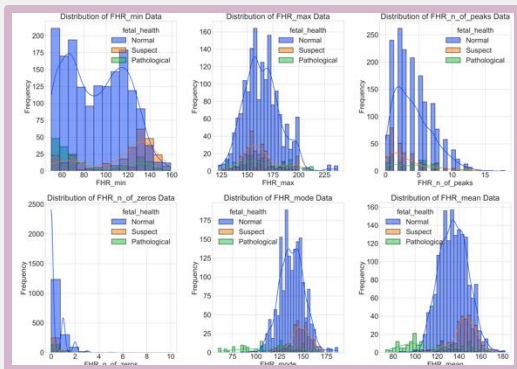 Distribution of FHR_min Data
Frequency
210
175
150
125
100
75
50
25
0
fetal_health
Normal
Suspect
Pathological
60
80
100
120
140
160
FHR_min
Distribution of FHR_max Data
Frequency
160
140
120
100
80
60
40
20
0
fetal_health
Normal
Suspect
Pathological
125
150
175
200
225
FHR_max
Distribution of FHR_n_of_peaks Data
Frequency
250
200
150
100
50
0
fetal_health
Normal
Suspect
Pathological
0
5
10
15
FHR_n_of_peaks
Distribution of FHR_n_of_zeros Data
Frequency
2500
2000
1500
1000
500
0
fetal_health
Normal
Suspect
Pathological
0
2
4
6
8
10
FHR_n_of_zeros
Distribution of FHR_mode Data
Frequency
175
150
125
100
75
50
25
0
fetal_health
Normal
Suspect
Pathological
75
100
125
150
175
FHR_mode
Distribution of FHR_mean Data
Frequency
160
140
120
100
80
60
40
20
0
fetal_health
Normal
Suspect
Pathological
80
100
120
140
160
180
FHR_mean